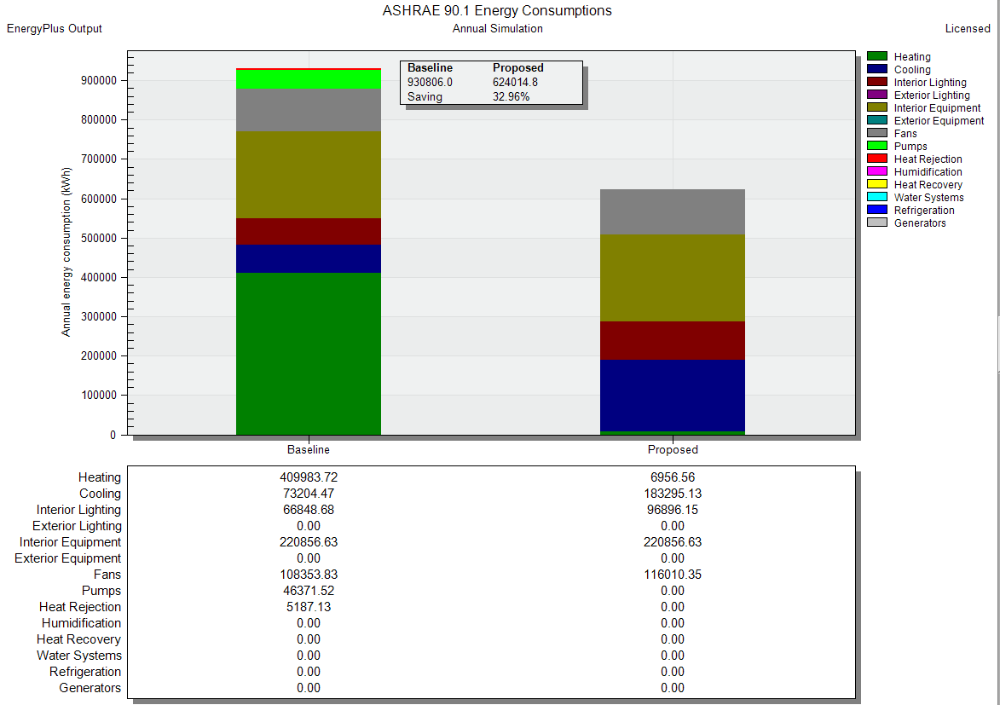 ASHRAE 90.1 Energy Consumptions
EnergyPlus Output Annual Simulation Licensed
Baseline Proposed
930806.0 624014.8
Saving 32.96%
Annual energy consumption (kWh)
900000
800000
700000
600000
500000
400000
300000
200000
100000
0
Baseline Proposed
Heating
Cooling
Interior Lighting
Exterior Lighting
Interior Equipment
Exterior Equipment
Fans
Pumps
Heat Rejection
Humidification
Heat Recovery
Water Systems
Refrigeration
Generators
Heating 409983.72 6956.56
Cooling 73204.47 183295.13
Interior Lighting 66848.68 96896.15
Exterior Lighting 0.00 0.00
Interior Equipment 220856.63 220856.63
Exterior Equipment 0.00 0.00
Fans 108353.83 116010.35
Pumps 46371.52 0.00
Heat Rejection 5187.13 0.00
Humidification 0.00 0.00
Heat Recovery 0.00 0.00
Water Systems 0.00 0.00
Refrigeration 0.00 0.00
Generators 0.00 0.00